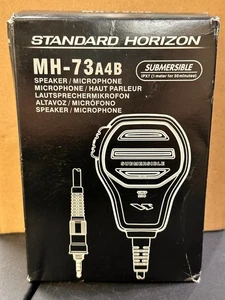 STANDARD HORIZON
MH-73A4B
SUBMERSIBLE
IPX7 (1 meter for 30 minutes)
SPEAKER / MICROPHONE
MICROPHONE / HAUT PARLEUR
LAUTSPRECHERMIKROFON
ALTAVOZ / MICRÓFONO
SPEAKER / MICROPHONE
SUBMERSIBLE